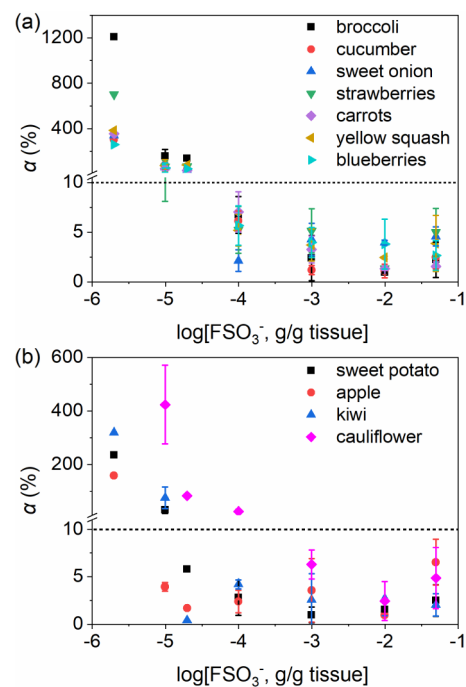 (a)
broccoli
cucumber
sweet onion
strawberries
carrots
yellow squash
blueberries
1200
800
400
10
5
0
α (%)
-6 -5 -4 -3 -2 -1
log[FSO₃⁻, g/g tissue]
(b)
sweet potato
apple
kiwi
cauliflower
600
400
200
10
5
0
α (%)
-6 -5 -4 -3 -2 -1
log[FSO₃⁻, g/g tissue]